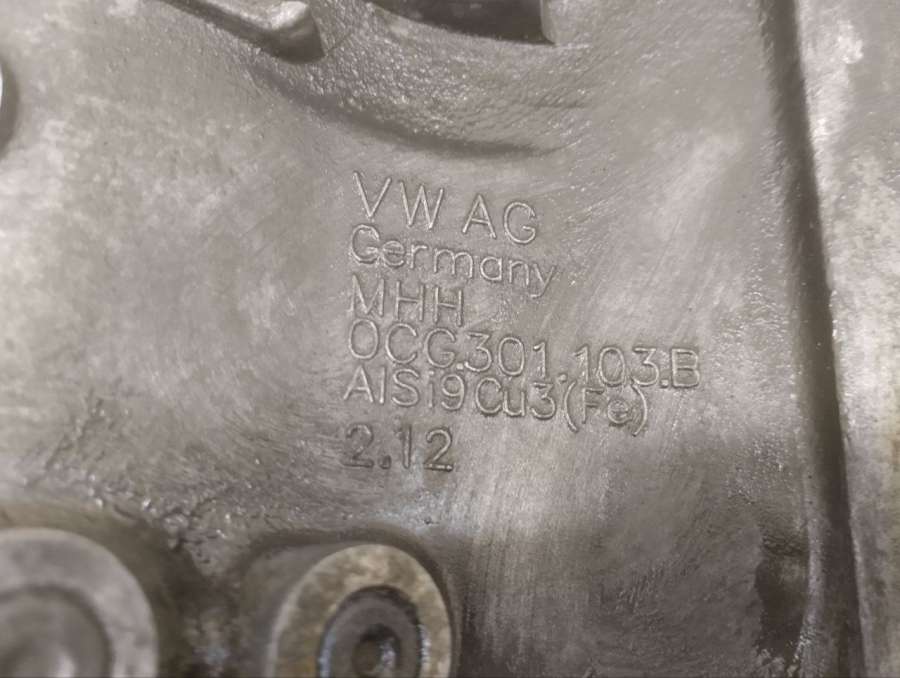 VW AG
Germany
MHH
0CG.301.103.B
AlSi9Cu3(Fe)
2.12